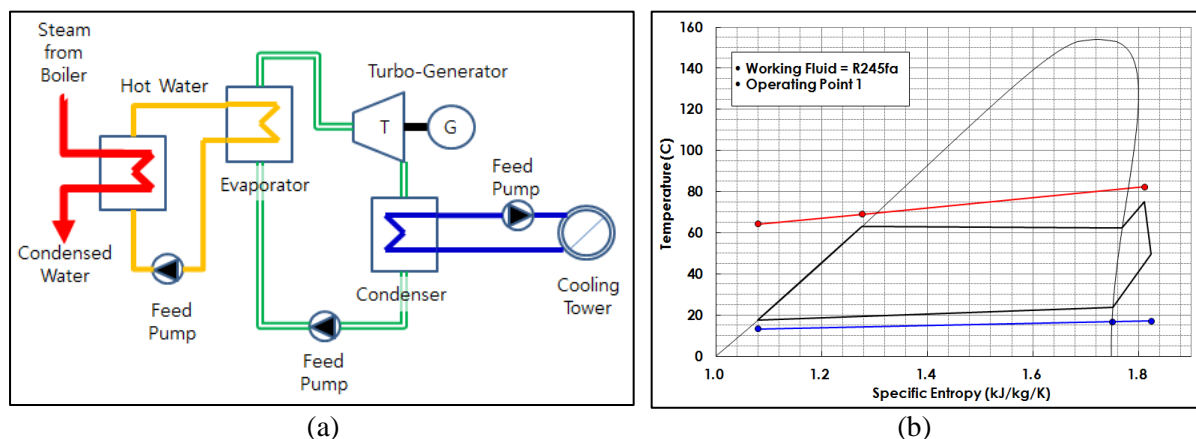 Steam
from
Boiler
Hot Water
Turbo-Generator
T
G
Evaporator
Feed
Pump
Condensed
Water
Feed
Pump
Condenser
Cooling
Tower
Feed
Pump
(a)
160
140
120
100
80
60
40
20
0
Temperature (C)
• Working Fluid = R245fa
• Operating Point 1
1.0 1.2 1.4 1.6 1.8
Specific Entropy (kJ/kg/K)
(b)